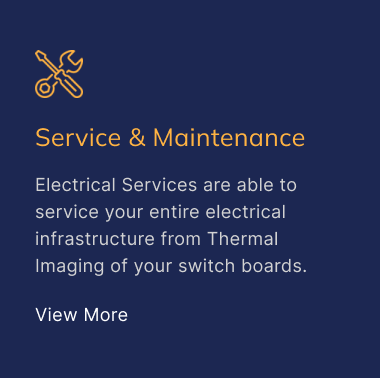 Service & Maintenance
Electrical Services are able to
service your entire electrical
infrastructure from Thermal
Imaging of your switch boards.
View More